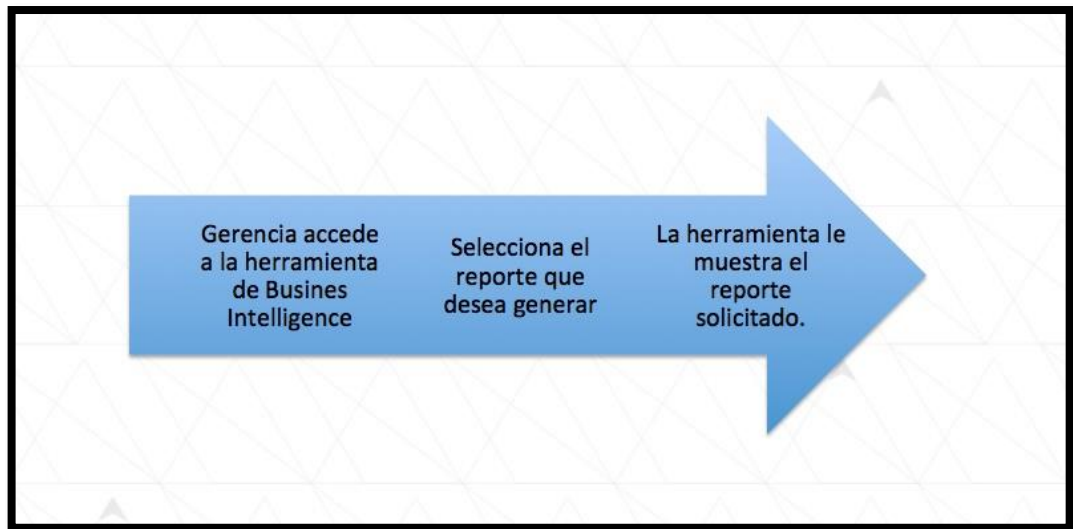 Gerencia accede
a la herramienta
de Busines
Intelligence
Selecciona el
reporte que
desea generar
La herramienta le
muestra el
reporte
solicitado.